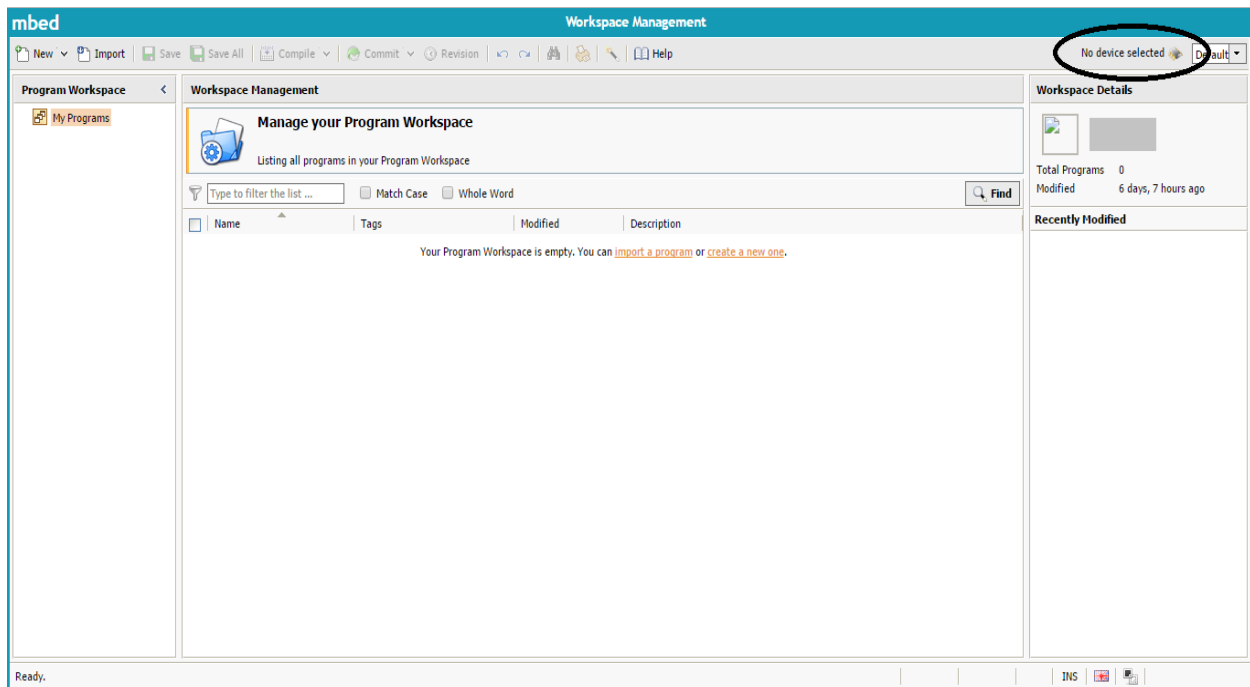 mbed
Workspace Management
New Import Save Save All Compile Commit Revision Help
No device selected Default
Program Workspace
My Programs
Workspace Management
Manage your Program Workspace
Listing all programs in your Program Workspace
Type to filter the list ... Match Case Whole Word Find
Name Tags Modified Description
Your Program Workspace is empty. You can import a program or create a new one.
Workspace Details
Total Programs 0
Modified 6 days, 7 hours ago
Recently Modified
Ready. INS